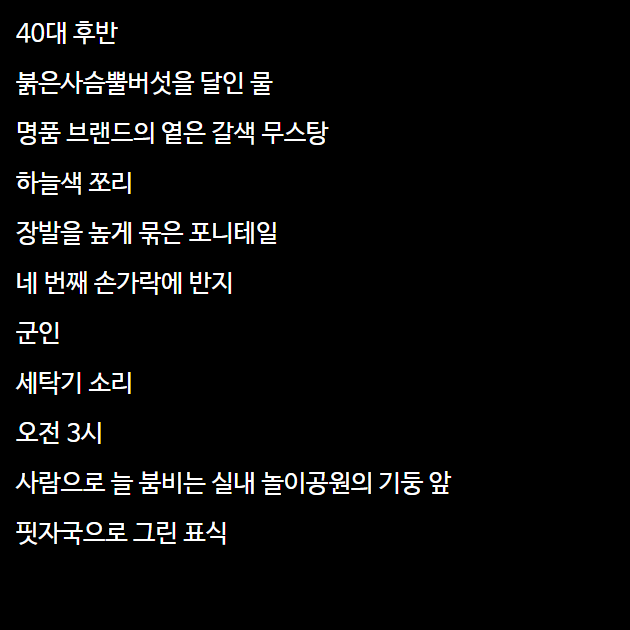 40대 후반
붉은사슴뿔버섯을 달인 물
명품 브랜드의 옅은 갈색 무스탕
하늘색 쪼리
장발을 높게 묶은 포니테일
네 번째 손가락에 반지
군인
세탁기 소리
오전 3시
사람으로 늘 붐비는 실내 놀이공원의 기둥 앞
핏자국으로 그린 표식